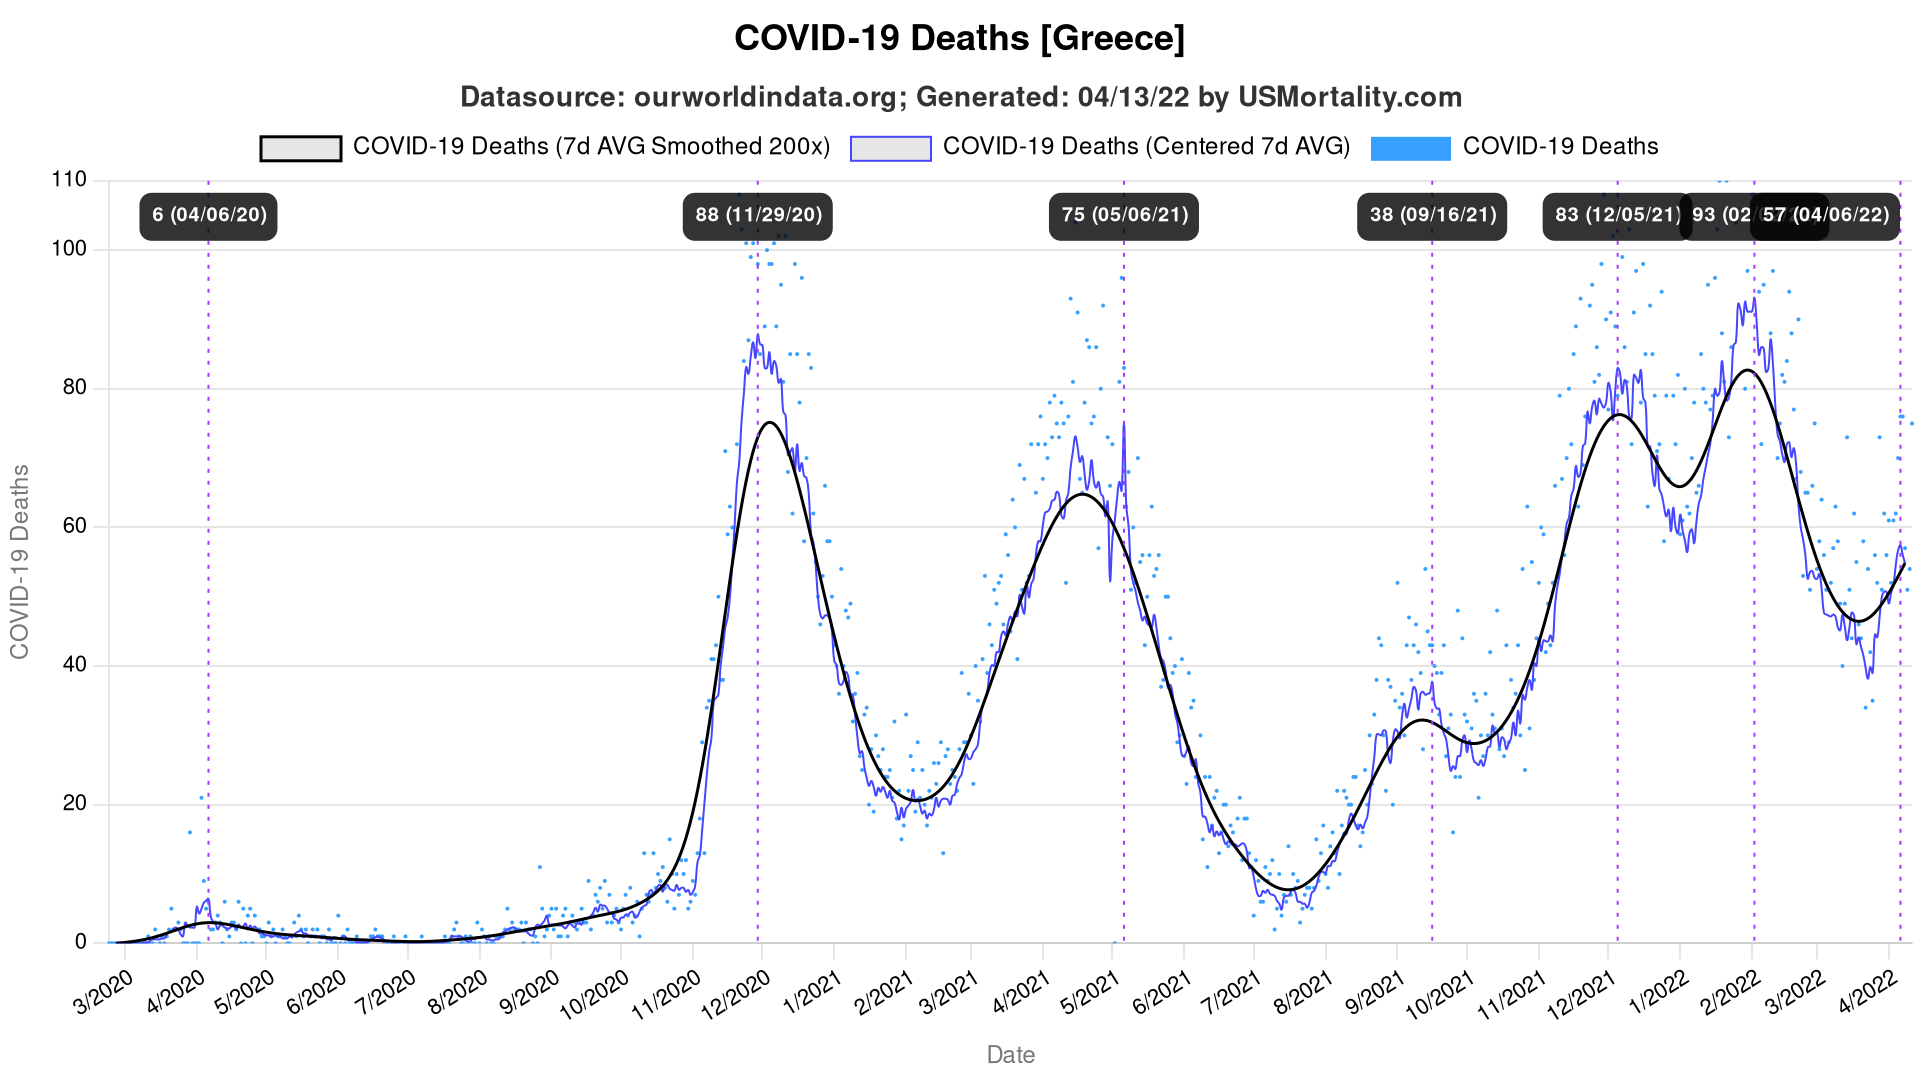 COVID-19 Deaths [Greece]
Datasource: ourworldindata.org; Generated: 04/13/22 by USMortality.com
COVID-19 Deaths (7d AVG Smoothed 200x) COVID-19 Deaths (Centered 7d AVG) COVID-19 Deaths
110
6 (04/06/20) 88 (11/29/20) 75 (05/06/21) 38 (09/16/21) 83 (12/05/21) 93 (02/ 57 (04/06/22)
100
80
60
40
20
0
COVID-19 Deaths
3/2020 4/2020 5/2020 6/2020 7/2020 8/2020 9/2020 10/2020 11/2020 12/2020 1/2021 2/2021 3/2021 4/2021 5/2021 6/2021 7/2021 8/2021 9/2021 10/2021 11/2021 12/2021 1/2022 2/2022 3/2022 4/2022
Date